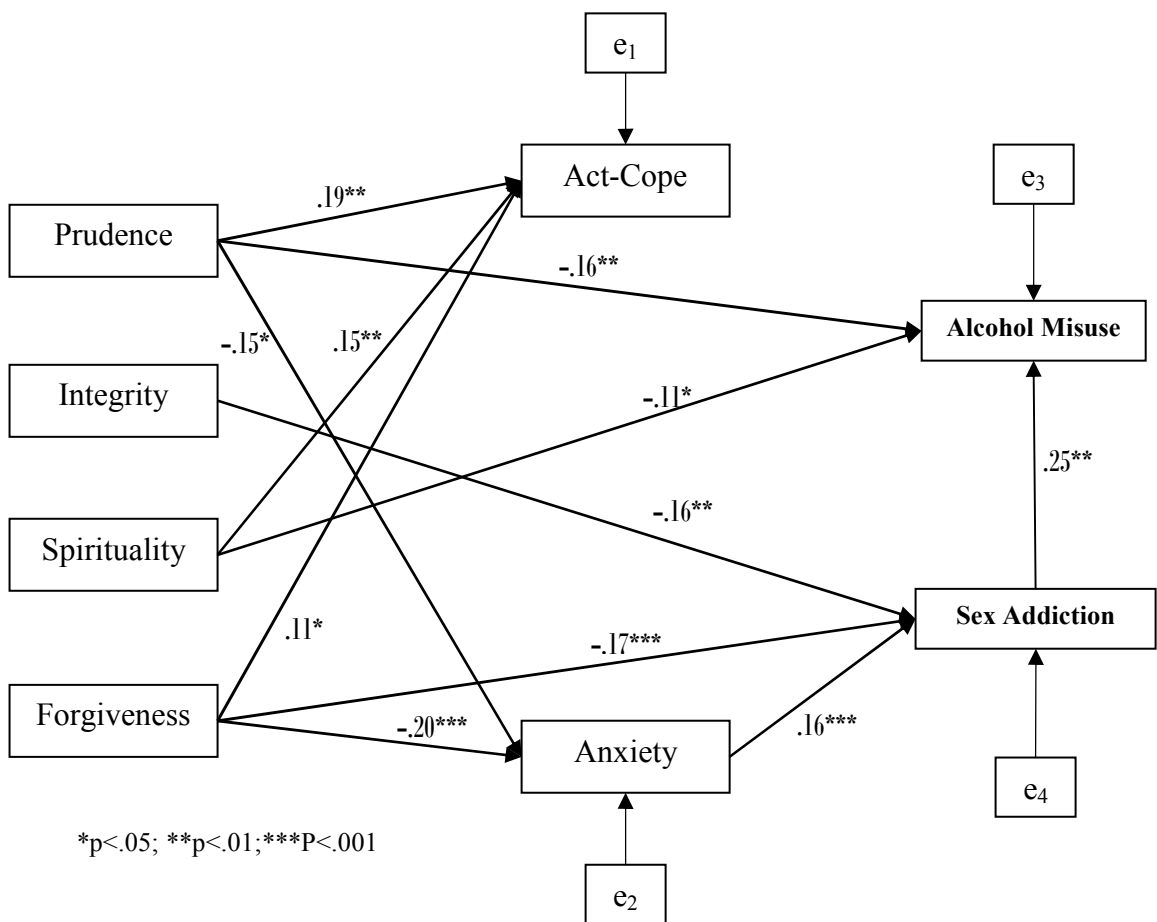 e₁
Act-Cope
e₃
.19**
Prudence
-.16**
Alcohol Misuse
-.15*
.15**
Integrity
-.11*
.25**
-.16**
Spirituality
Sex Addiction
.11*
-.17***
Forgiveness
-.20***
.16***
Anxiety
e₄
*p<.05; **p<.01;***P<.001
e₂